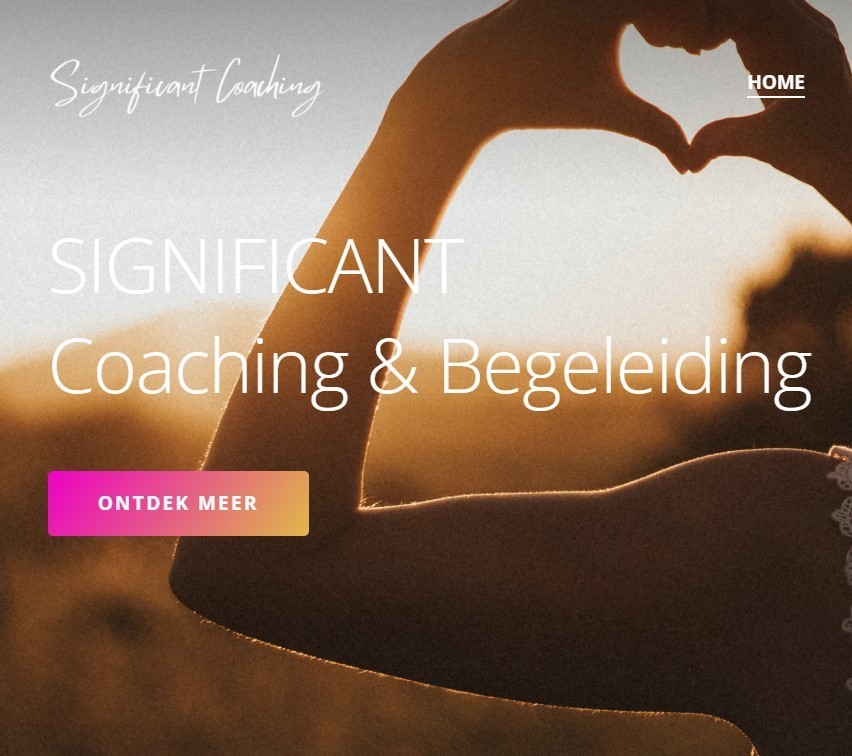 Significant Coaching
HOME
SIGNIFICANT
Coaching & Begeleiding
ONTDEK MEER